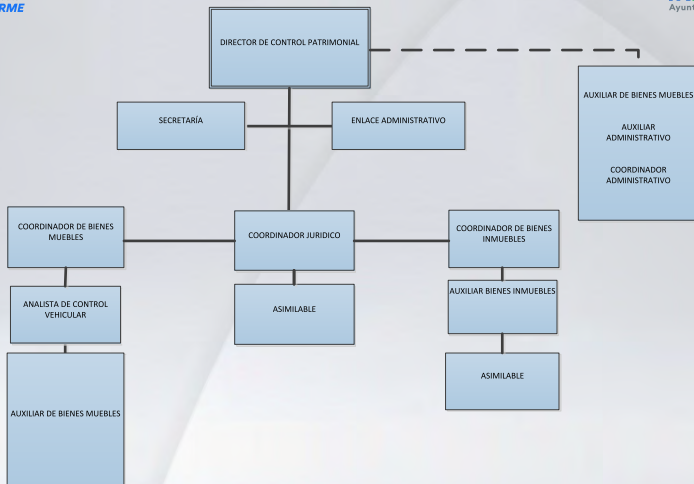 RME
Ayunt
DIRECTOR DE CONTROL PATRIMONIAL
AUXILIAR DE BIENES MUEBLES
AUXILIAR
ADMINISTRATIVO
COORDINADOR
ADMINISTRATIVO
SECRETARÍA
ENLACE ADMINISTRATIVO
COORDINADOR DE BIENES
MUEBLES
COORDINADOR JURIDICO
COORDINADOR DE BIENES
INMUEBLES
ANALISTA DE CONTROL
VEHICULAR
ASIMILABLE
AUXILIAR BIENES INMUEBLES
ASIMILABLE
AUXILIAR DE BIENES MUEBLES